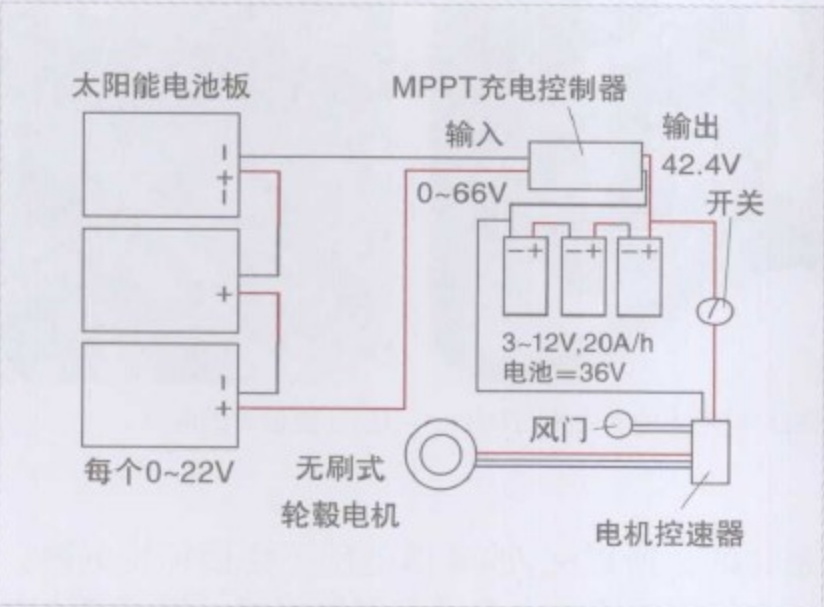 太阳能电池板
MPPT充电控制器
输入
输出
0~66V
42.4V
开关
3~12V,20A/h
电池=36V
风门
每个0~22V
无刷式
轮毂电机
电机控速器